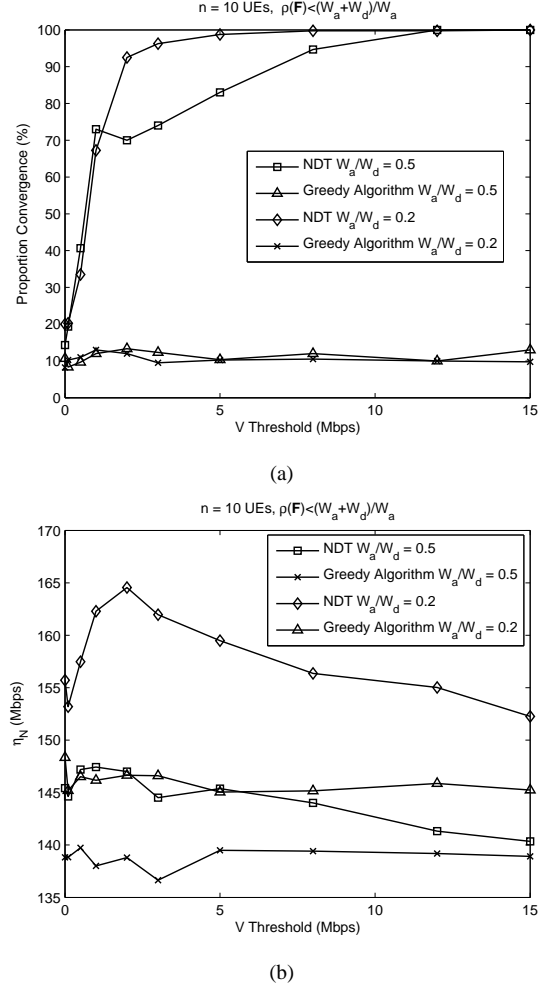 n = 10 UEs, ρ(F)<(W_a+W_d)/W_a
100
90
80
70
60
50
40
30
20
10
0
Proportion Convergence (%)
NDT W_a/W_d = 0.5
Greedy Algorithm W_a/W_d = 0.5
NDT W_a/W_d = 0.2
Greedy Algorithm W_a/W_d = 0.2
0 5 10 15
V Threshold (Mbps)
(a)
n = 10 UEs, ρ(F)<(W_a+W_d)/W_a
170
165
160
155
150
145
140
135
η_N (Mbps)
NDT W_a/W_d = 0.5
Greedy Algorithm W_a/W_d = 0.5
NDT W_a/W_d = 0.2
Greedy Algorithm W_a/W_d = 0.2
0 5 10 15
V Threshold (Mbps)
(b)